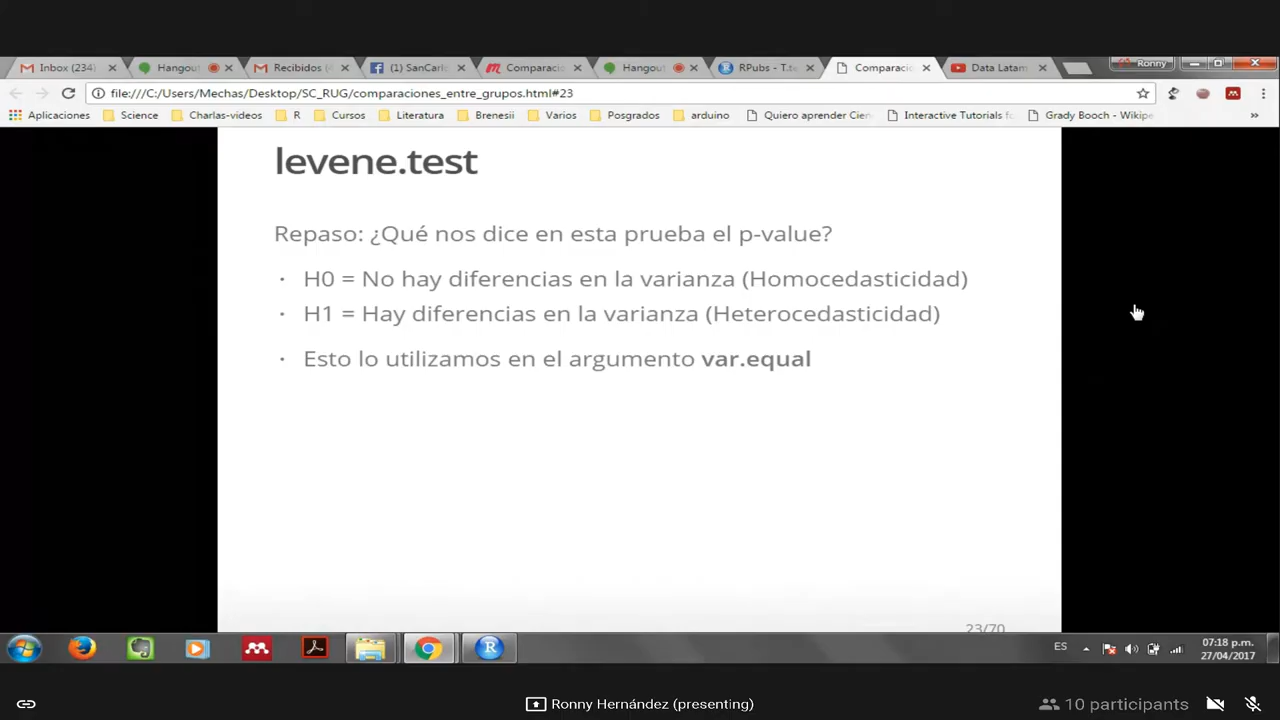 Inbox (234)
Hangout
Recibidos (
(1) SanCarl
Comparacio
Hangout
RPubs - T.te
Comparacio
Data Latam
Ronny
file:///C:/Users/Mechas/Desktop/SC_RUG/comparaciones_entre_grupos.html#23
Aplicaciones
Science
Charlas-videos
R
Cursos
Literatura
Brenesii
Varios
Posgrados
arduino
Quiero aprender Cien
Interactive Tutorials fo
Grady Booch - Wikipe
»
levene.test
Repaso: ¿Qué nos dice en esta prueba el p-value?
· H0 = No hay diferencias en la varianza (Homocedasticidad)
· H1 = Hay diferencias en la varianza (Heterocedasticidad)
· Esto lo utilizamos en el argumento var.equal
23/70
ES
07:18 p.m.
27/04/2017
Ronny Hernández (presenting)
10 participants